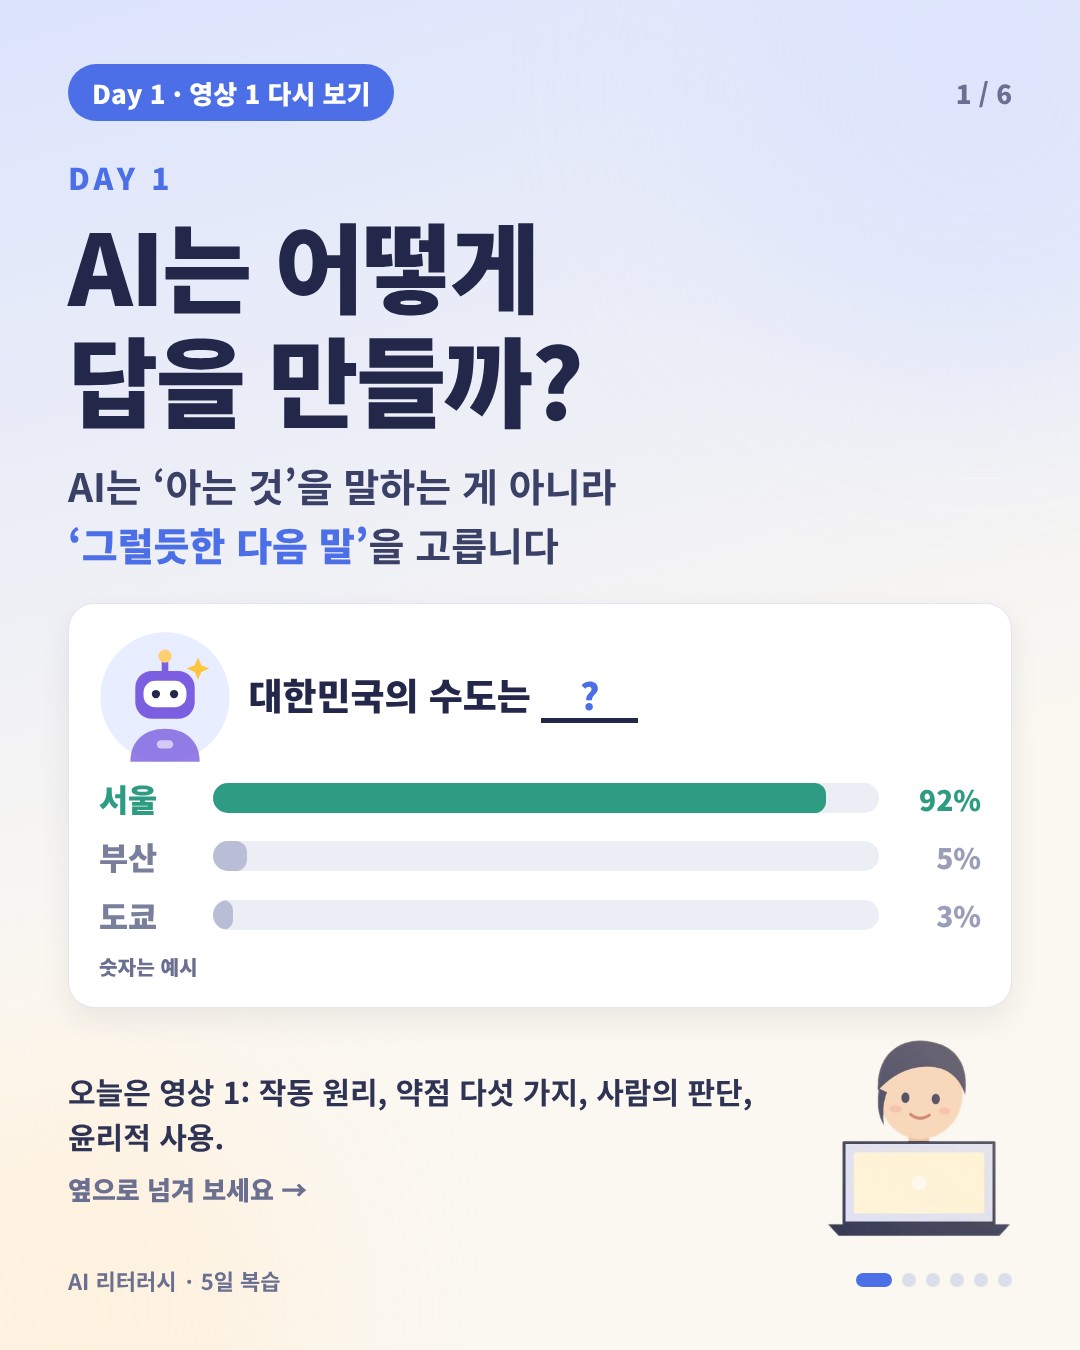 Day 1 · 영상 1 다시 보기
1 / 6
DAY 1
AI는 어떻게
답을 만들까?
AI는 ‘아는 것’을 말하는 게 아니라
‘그럴듯한 다음 말’을 고릅니다
대한민국의 수도는 ?
서울 92%
부산 5%
도쿄 3%
숫자는 예시
오늘은 영상 1: 작동 원리, 약점 다섯 가지, 사람의 판단,
윤리적 사용.
옆으로 넘겨 보세요 →
AI 리터러시 · 5일 복습